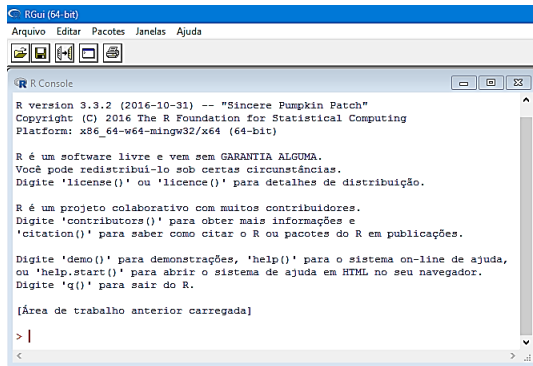 RGui (64-bit)
Arquivo Editar Pacotes Janelas Ajuda
R Console
R version 3.3.2 (2016-10-31) -- "Sincere Pumpkin Patch"
Copyright (C) 2016 The R Foundation for Statistical Computing
Platform: x86_64-w64-mingw32/x64 (64-bit)
R é um software livre e vem sem GARANTIA ALGUMA.
Você pode redistribuí-lo sob certas circunstâncias.
Digite 'license()' ou 'licence()' para detalhes de distribuição.
R é um projeto colaborativo com muitos contribuidores.
Digite 'contributors()' para obter mais informações e
'citation()' para saber como citar o R ou pacotes do R em publicações.
Digite 'demo()' para demonstrações, 'help()' para o sistema on-line de ajuda,
ou 'help.start()' para abrir o sistema de ajuda em HTML no seu navegador.
Digite 'q()' para sair do R.
[Área de trabalho anterior carregada]
>